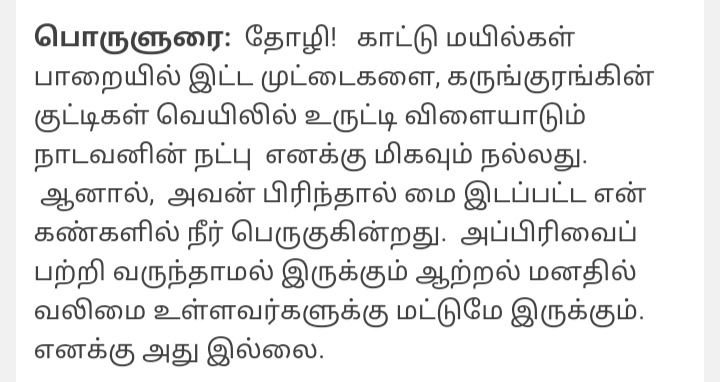 பொருளுரை: தோழி! காட்டு மயில்கள்
பாறையில் இட்ட முட்டைகளை, கருங்குரங்கின்
குட்டிகள் வெயிலில் உருட்டி விளையாடும்
நாடவனின் நட்பு எனக்கு மிகவும் நல்லது.
ஆனால், அவன் பிரிந்தால் மை இடப்பட்ட என்
கண்களில் நீர் பெருகுகின்றது. அப்பிரிவைப்
பற்றி வருந்தாமல் இருக்கும் ஆற்றல் மனதில்
வலிமை உள்ளவர்களுக்கு மட்டுமே இருக்கும்.
எனக்கு அது இல்லை.